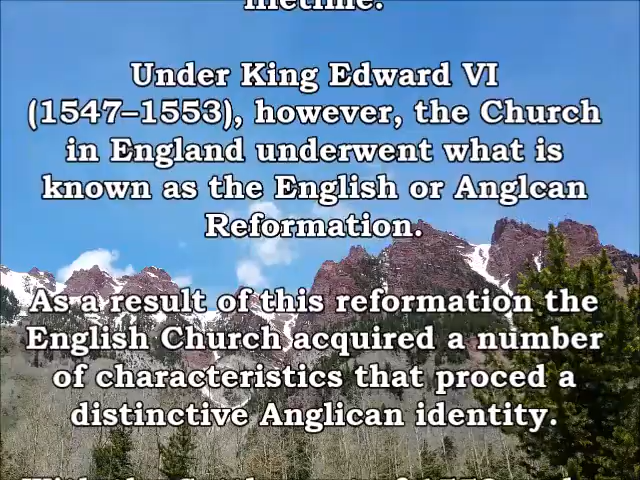 lifetime.
Under King Edward VI
(1547–1553), however, the Church
in England underwent what is
known as the English or Anglcan
Reformation.
As a result of this reformation the
English Church acquired a number
of characteristics that proced a
distinctive Anglican identity.